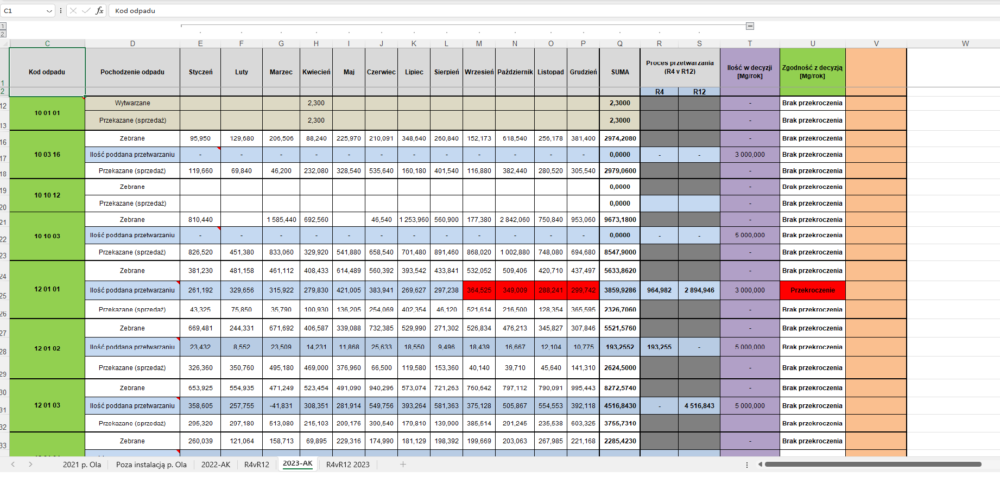 C1 fx Kod odpadu
1
2
C D E F G H I J K L M N O P Q R S T U V W
1 Kod odpadu Pochodzenie odpadu Styczeń Luty Marzec Kwiecień Maj Czerwiec Lipiec Sierpień Wrzesień Październik Listopad Grudzień SUMA Proces przetwarzania (R4 v R12) Ilość w decyzji [Mg/rok] Zgodność z decyzją [Mg/rok]
2 R4 R12
12 10 01 01 Wytwarzane 2,300 2,3000 - Brak przekroczenia
13 Przekazane (sprzedaż) 2,300 2,3000 - Brak przekroczenia
16 10 03 16 Zebrane 95,950 129,680 206,506 88,240 225,970 210,091 348,640 260,840 152,173 618,540 256,178 381,400 2974,2080 - Brak przekroczenia
17 Ilość poddana przetwarzaniu - - - - - - - - - - - - 0,0000 - - 3 000,000 Brak przekroczenia
18 Przekazane (sprzedaż) 119,660 69,840 46,200 232,080 328,540 535,640 160,180 401,540 116,880 382,440 280,520 305,540 2979,0600 - Brak przekroczenia
19 10 10 12 Zebrane 0,0000 - Brak przekroczenia
20 Przekazane (sprzedaż) 0,0000 - Brak przekroczenia
21 10 10 03 Zebrane 810,440 1 585,440 692,560 46,540 1 253,960 560,900 177,380 2 842,060 750,840 953,060 9673,1800 - Brak przekroczenia
22 Ilość poddana przetwarzaniu - - - - - - - - - - - - 0,0000 - - 5 000,000 Brak przekroczenia
23 Przekazane (sprzedaż) 826,520 451,380 833,060 329,920 541,880 658,540 701,480 891,460 868,020 1 002,880 748,080 694,680 8547,9000 - Brak przekroczenia
24 12 01 01 Zebrane 381,230 481,158 461,112 408,433 614,489 560,392 393,542 433,841 532,052 509,406 420,710 437,497 5633,8620 - Brak przekroczenia
25 Ilość poddana przetwarzaniu 261,192 329,656 315,922 279,830 421,005 383,941 269,627 297,238 364,525 349,009 288,241 299,742 3859,9286 964,982 2 894,946 3 000,000 Przekroczenie
26 Przekazane (sprzedaż) 43,325 75,850 35,790 100,930 136,205 254,069 402,354 46,120 521,614 216,500 128,354 365,595 2326,7060 - Brak przekroczenia
27 12 01 02 Zebrane 669,481 244,331 671,692 406,587 339,088 732,385 529,990 271,302 526,834 476,213 345,827 307,846 5521,5760 - Brak przekroczenia
28 Ilość poddana przetwarzaniu 23,432 8,552 23,509 14,231 11,868 25,633 18,550 9,496 18,439 16,667 12,104 10,775 193,2552 193,255 - 5 000,000 Brak przekroczenia
29 Przekazane (sprzedaż) 326,360 350,760 495,180 469,000 376,960 66,500 119,580 153,360 40,140 39,710 45,640 141,310 2624,5000 - Brak przekroczenia
30 12 01 03 Zebrane 653,925 554,935 471,249 523,454 491,090 940,296 573,074 721,263 760,642 797,112 790,091 995,443 8272,5740 - Brak przekroczenia
31 Ilość poddana przetwarzaniu 358,605 257,755 -41,831 308,351 281,914 549,756 393,264 581,363 375,128 505,867 554,553 392,118 4516,8430 - 4 516,843 5 000,000 Brak przekroczenia
32 Przekazane (sprzedaż) 295,320 297,180 513,080 215,103 209,176 390,540 179,810 139,900 385,514 291,245 235,538 603,325 3755,7310 Brak przekroczenia
33 Zebrane 260,039 121,064 158,713 69,895 229,316 174,990 181,129 198,392 199,669 203,063 267,985 221,168 2285,4230 - Brak przekroczenia
2021 p. Ola Poza instalacją p. Ola 2022-AK R4vR12 2023-AK R4vR12 2023